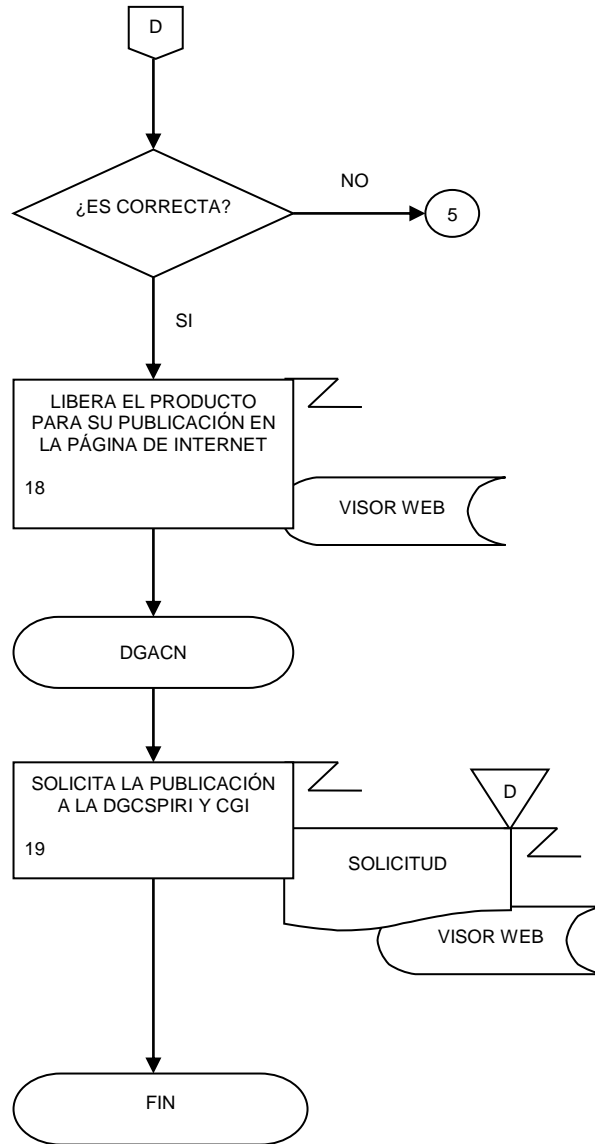 D
¿ES CORRECTA?
NO
5
SI
LIBERA EL PRODUCTO
PARA SU PUBLICACIÓN EN
LA PÁGINA DE INTERNET
18
VISOR WEB
DGACN
SOLICITA LA PUBLICACIÓN
A LA DGCSPIRI Y CGI
19
D
SOLICITUD
VISOR WEB
FIN